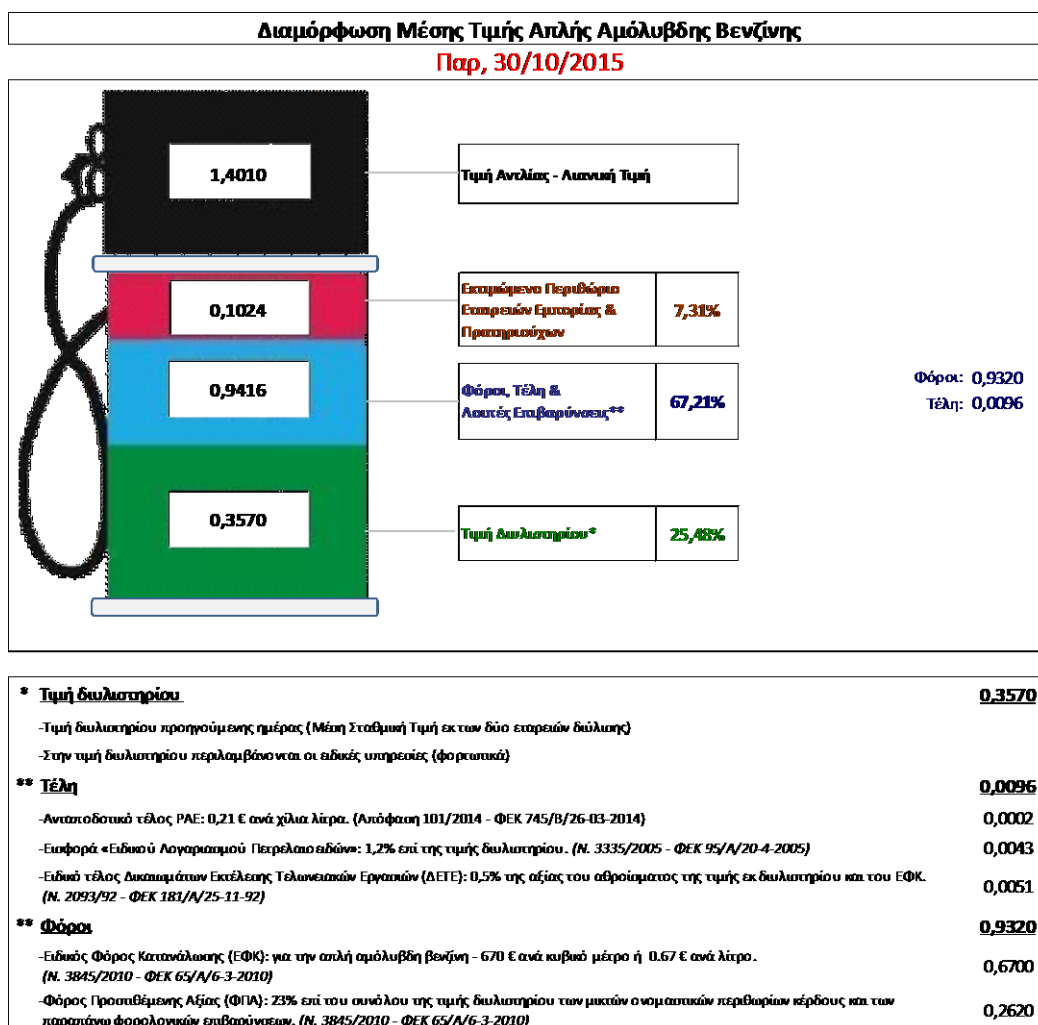 Διαμόρφωση Μέσης Τιμής Απλής Αμόλυβδης Βενζίνης
Παρ, 30/10/2015
1,4010
Τιμή Αντλίας - Λιανική Τιμή
0,1024
Εκτιμώμενο Περιθώριο
Εταιρειών Εμπορίας &
Πρατηριούχων
7,31%
0,9416
Φόροι, Τέλη &
Λοιπές Επιβαρύνσεις**
67,21%
Φόροι: 0,9320
Τέλη: 0,0096
0,3570
Τιμή Διυλιστηρίου*
25,48%
* Τιμή διυλιστηρίου 0,3570
-Τιμή διυλιστηρίου προηγούμενης ημέρας (Μέση Σταθμική Τιμή εκ των δύο εταρειών διύλισης)
-Στην τιμή διυλιστηρίου περιλαμβάνονται οι ειδικές υπηρεσίες (φορτωτικά)
** Τέλη 0,0096
-Ανταποδοτικό τέλος ΡΑΕ: 0,21 € ανά χίλια λίτρα. (Απόφαση 101/2014 - ΦΕΚ 745/Β/26-03-2014) 0,0002
-Εισφορά «Ειδικού Λογαριασμού Πετρελαιοειδών»: 1,2% επί της τιμής διυλιστηρίου. (Ν. 3335/2005 - ΦΕΚ 95/Α/20-4-2005) 0,0043
-Ειδικό τέλος Δικαιωμάτων Εκτέλεσης Τελωνειακών Εργασιών (ΔΕΤΕ): 0,5% της αξίας του αθροίσματος της τιμής εκ διυλιστηρίου και του ΕΦΚ.
(Ν. 2093/92 - ΦΕΚ 181/Α/25-11-92) 0,0051
** Φόροι 0,9320
-Ειδικός Φόρος Κατανάλωσης (ΕΦΚ): για την απλή αμόλυβδη βενζίνη - 670 € ανά κυβικό μέτρο ή 0.67 € ανά λίτρο.
(Ν. 3845/2010 - ΦΕΚ 65/Α/6-3-2010) 0,6700
-Φόρος Προστιθέμενης Αξίας (ΦΠΑ): 23% επί του συνόλου της τιμής διυλιστηρίου των μικτών ονομαστικών περιθωρίων κέρδους και των
παραπάνω φορολογικών επιβαρύνσεων. (Ν. 3845/2010 - ΦΕΚ 65/Α/6-3-2010) 0,2620